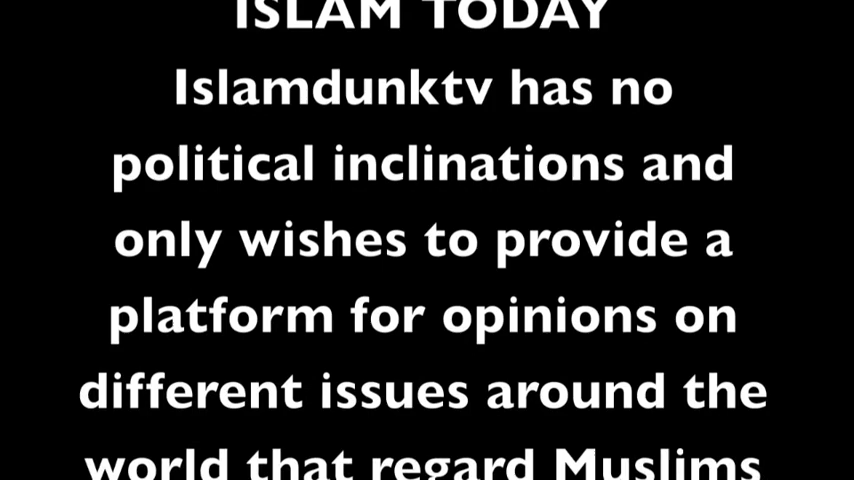 ISLAM TODAY
Islamdunktv has no
political inclinations and
only wishes to provide a
platform for opinions on
different issues around the
world that regard Muslims